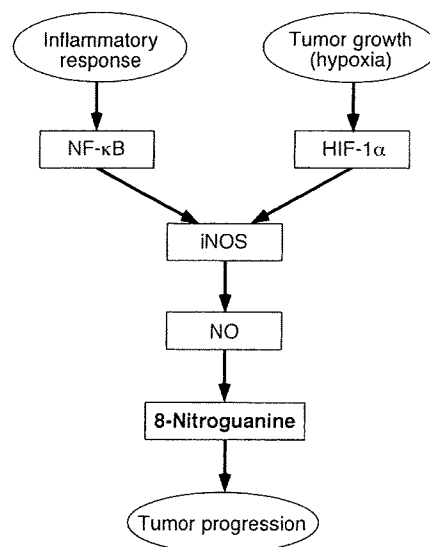 Inflammatory
response
Tumor growth
(hypoxia)
NF-κB
HIF-1α
iNOS
NO
8-Nitroguanine
Tumor progression